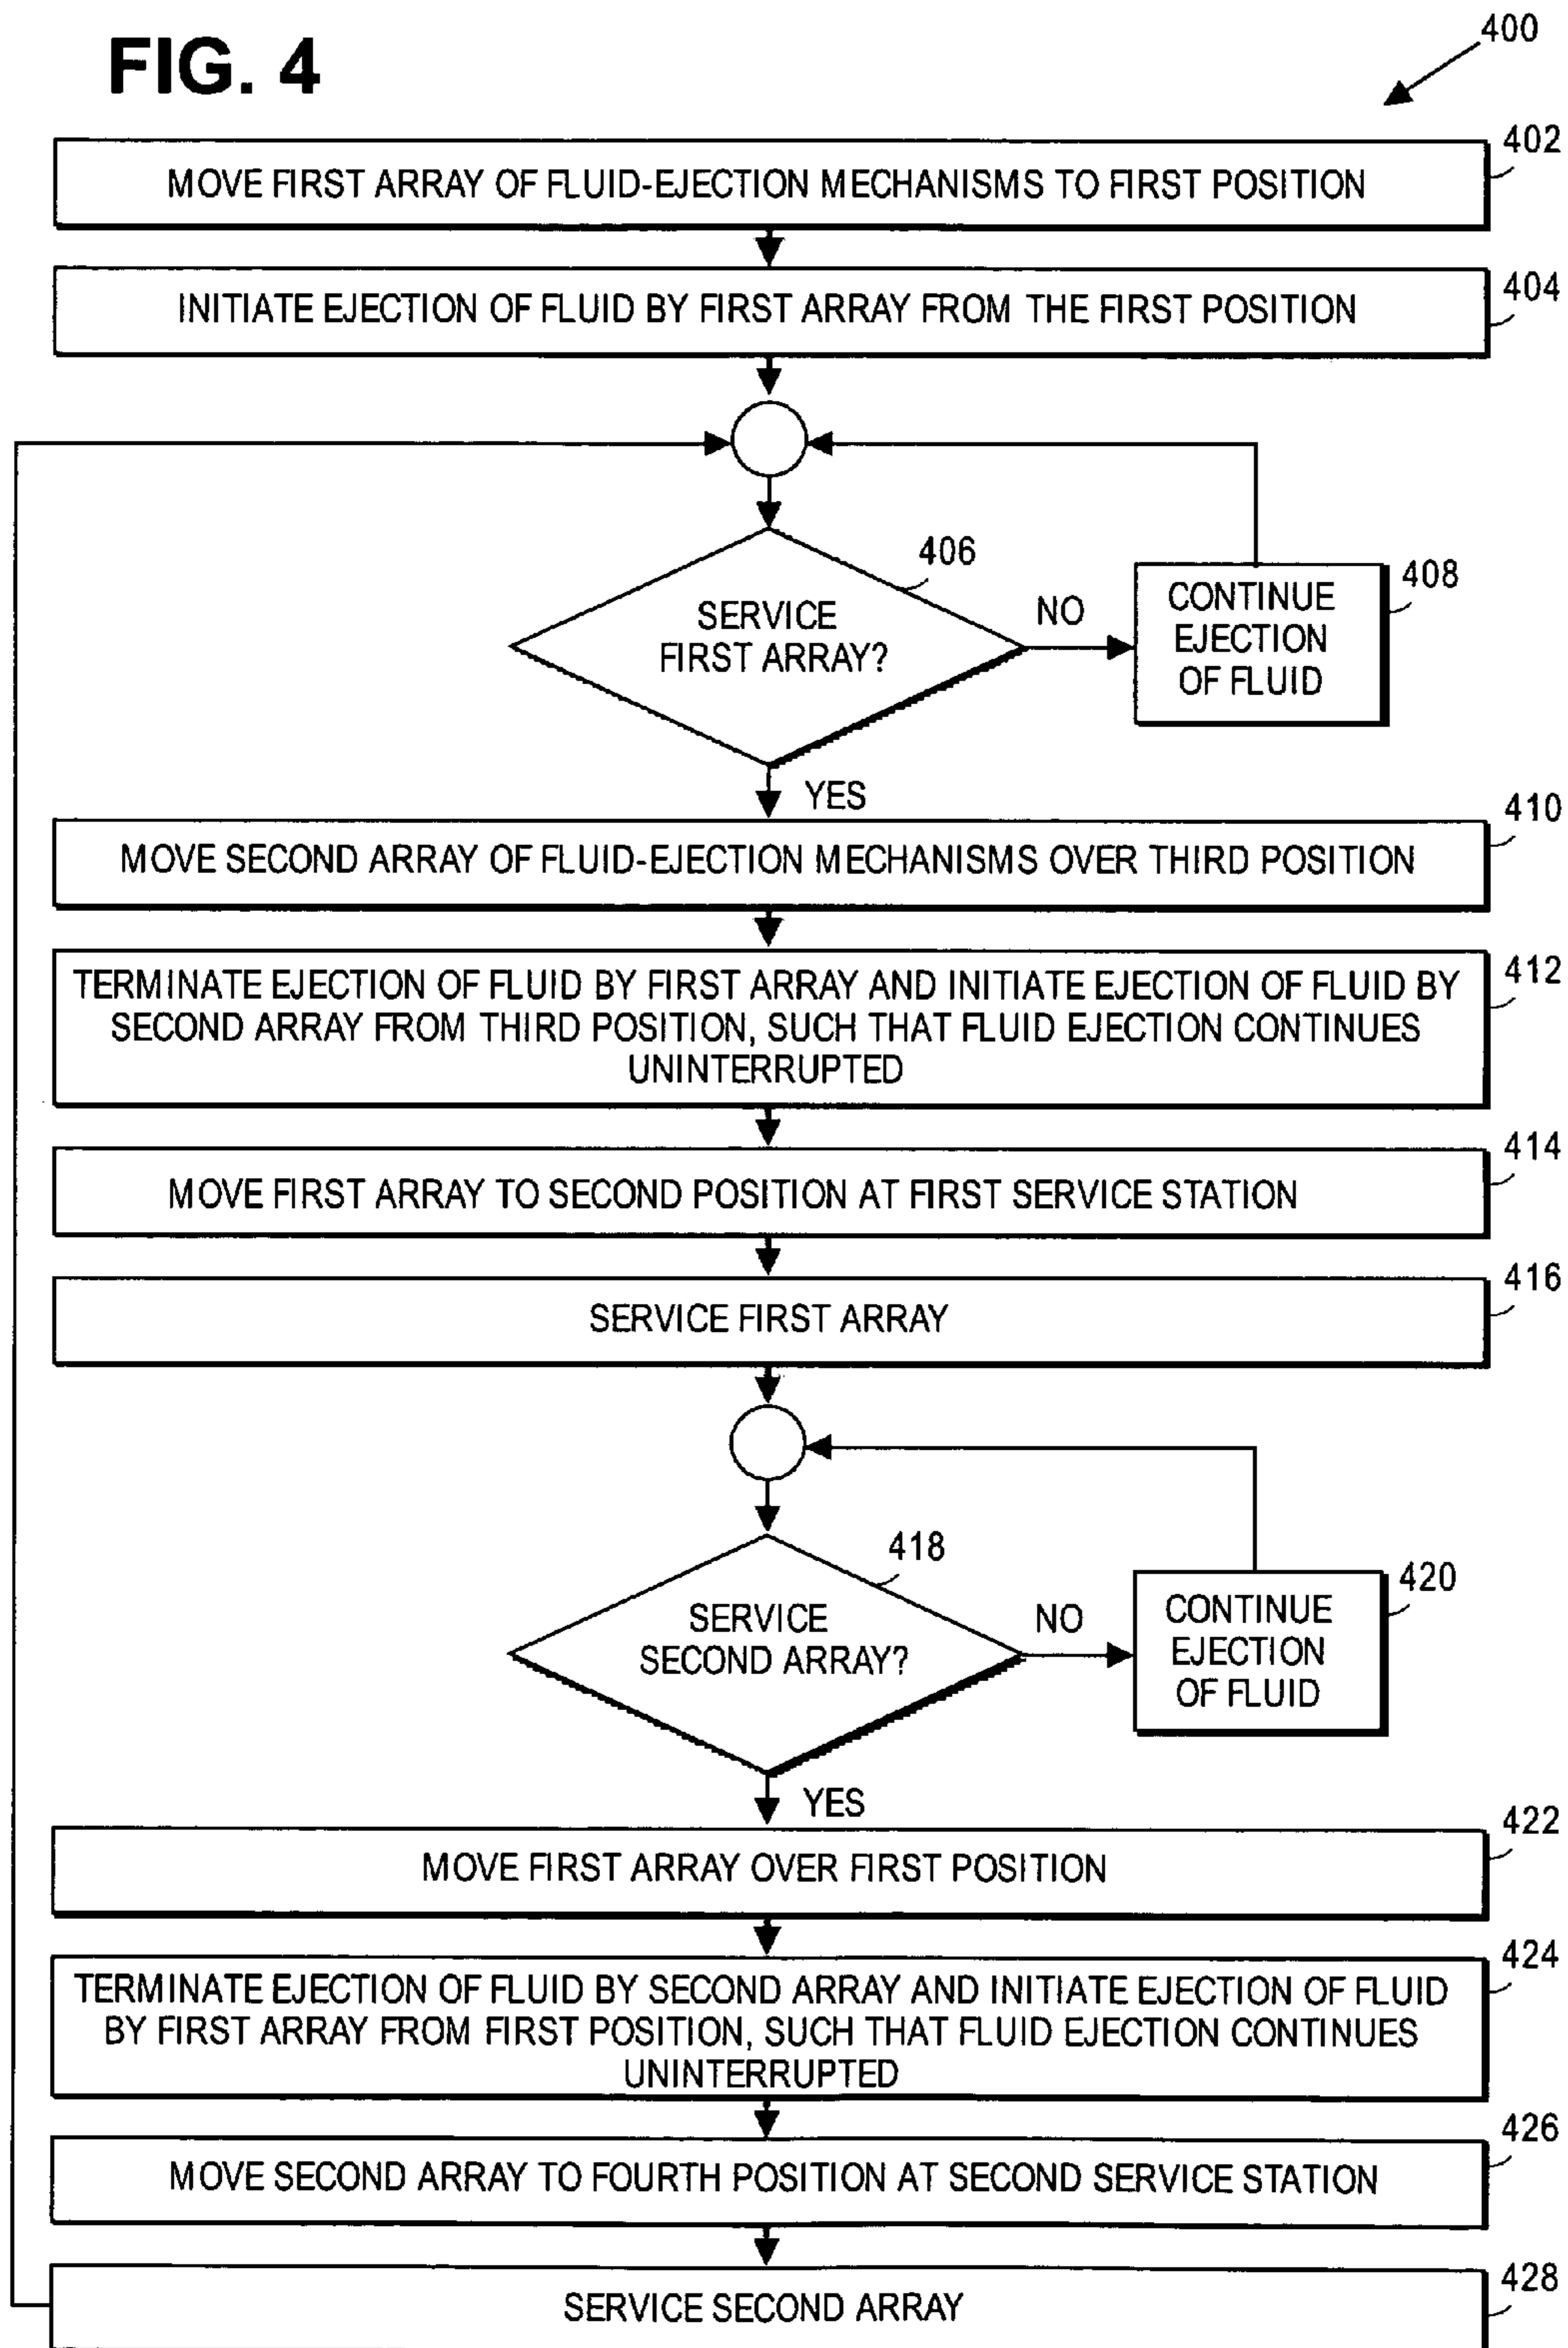 FIG. 4
400
402
MOVE FIRST ARRAY OF FLUID-EJECTION MECHANISMS TO FIRST POSITION
404
INITIATE EJECTION OF FLUID BY FIRST ARRAY FROM THE FIRST POSITION
406
SERVICE
FIRST ARRAY?
NO
408
CONTINUE
EJECTION
OF FLUID
YES
410
MOVE SECOND ARRAY OF FLUID-EJECTION MECHANISMS OVER THIRD POSITION
412
TERMINATE EJECTION OF FLUID BY FIRST ARRAY AND INITIATE EJECTION OF FLUID BY
SECOND ARRAY FROM THIRD POSITION, SUCH THAT FLUID EJECTION CONTINUES
UNINTERRUPTED
414
MOVE FIRST ARRAY TO SECOND POSITION AT FIRST SERVICE STATION
416
SERVICE FIRST ARRAY
418
SERVICE
SECOND ARRAY?
NO
420
CONTINUE
EJECTION
OF FLUID
YES
422
MOVE FIRST ARRAY OVER FIRST POSITION
424
TERMINATE EJECTION OF FLUID BY SECOND ARRAY AND INITIATE EJECTION OF FLUID
BY FIRST ARRAY FROM FIRST POSITION, SUCH THAT FLUID EJECTION CONTINUES
UNINTERRUPTED
426
MOVE SECOND ARRAY TO FOURTH POSITION AT SECOND SERVICE STATION
428
SERVICE SECOND ARRAY